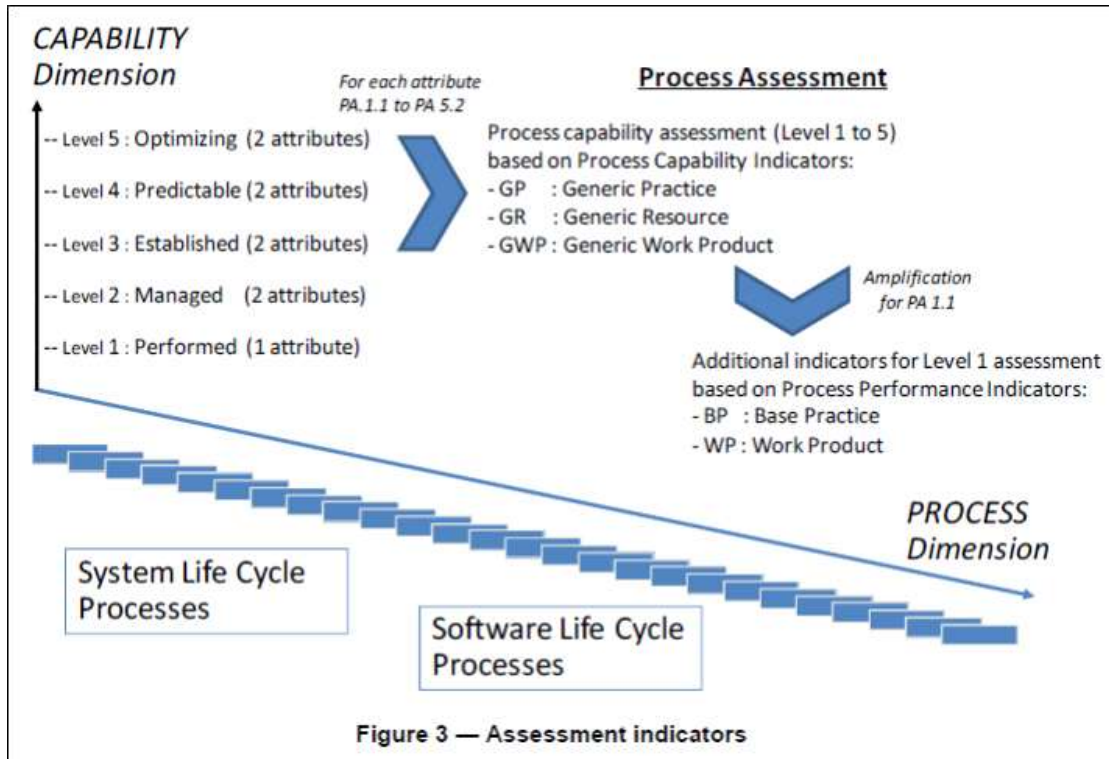 CAPABILITY
Dimension
-- Level 5 : Optimizing (2 attributes)
-- Level 4 : Predictable (2 attributes)
-- Level 3 : Established (2 attributes)
-- Level 2 : Managed (2 attributes)
-- Level 1 : Performed (1 attribute)
For each attribute
PA.1.1 to PA 5.2
Process Assessment
Process capability assessment (Level 1 to 5)
based on Process Capability Indicators:
- GP : Generic Practice
- GR : Generic Resource
- GWP : Generic Work Product
Amplification
for PA 1.1
Additional indicators for Level 1 assessment
based on Process Performance Indicators:
- BP : Base Practice
- WP : Work Product
PROCESS
Dimension
System Life Cycle
Processes
Software Life Cycle
Processes
Figure 3 — Assessment indicators